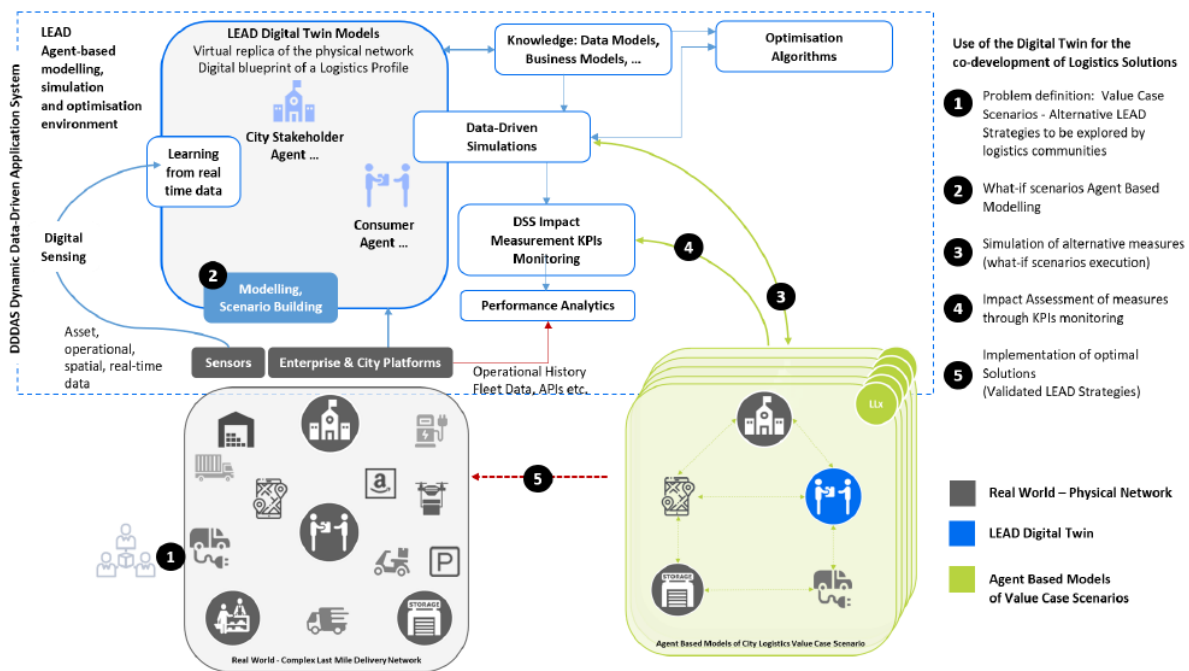 DDDAS Dynamic Data-Driven Application System
LEAD
Agent-based
modelling,
simulation
and optimisation
environment
LEAD Digital Twin Models
Virtual replica of the physical network
Digital blueprint of a Logistics Profile
City Stakeholder
Agent ...
Consumer
Agent ...
Learning
from real
time data
Digital
Sensing
2
Modelling,
Scenario Building
Asset,
operational,
spatial, real-time
data
Sensors
Enterprise & City Platforms
Knowledge: Data Models,
Business Models, ...
Optimisation
Algorithms
Data-Driven
Simulations
DSS Impact
Measurement KPIs
Monitoring
Performance Analytics
Operational History
Fleet Data, APIs etc.
4
3
5
1
a
P
STORAGE
Real World - Complex Last Mile Delivery Network
LLx
STORAGE
Agent Based Models of City Logistics Value Case Scenario
Use of the Digital Twin for the
co-development of Logistics Solutions
1
Problem definition: Value Case
Scenarios - Alternative LEAD
Strategies to be explored by
logistics communities
2
What-if scenarios Agent Based
Modelling
3
Simulation of alternative measures
(what-if scenarios execution)
4
Impact Assessment of measures
through KPIs monitoring
5
Implementation of optimal
Solutions
(Validated LEAD Strategies)
Real World – Physical Network
LEAD Digital Twin
Agent Based Models
of Value Case Scenarios